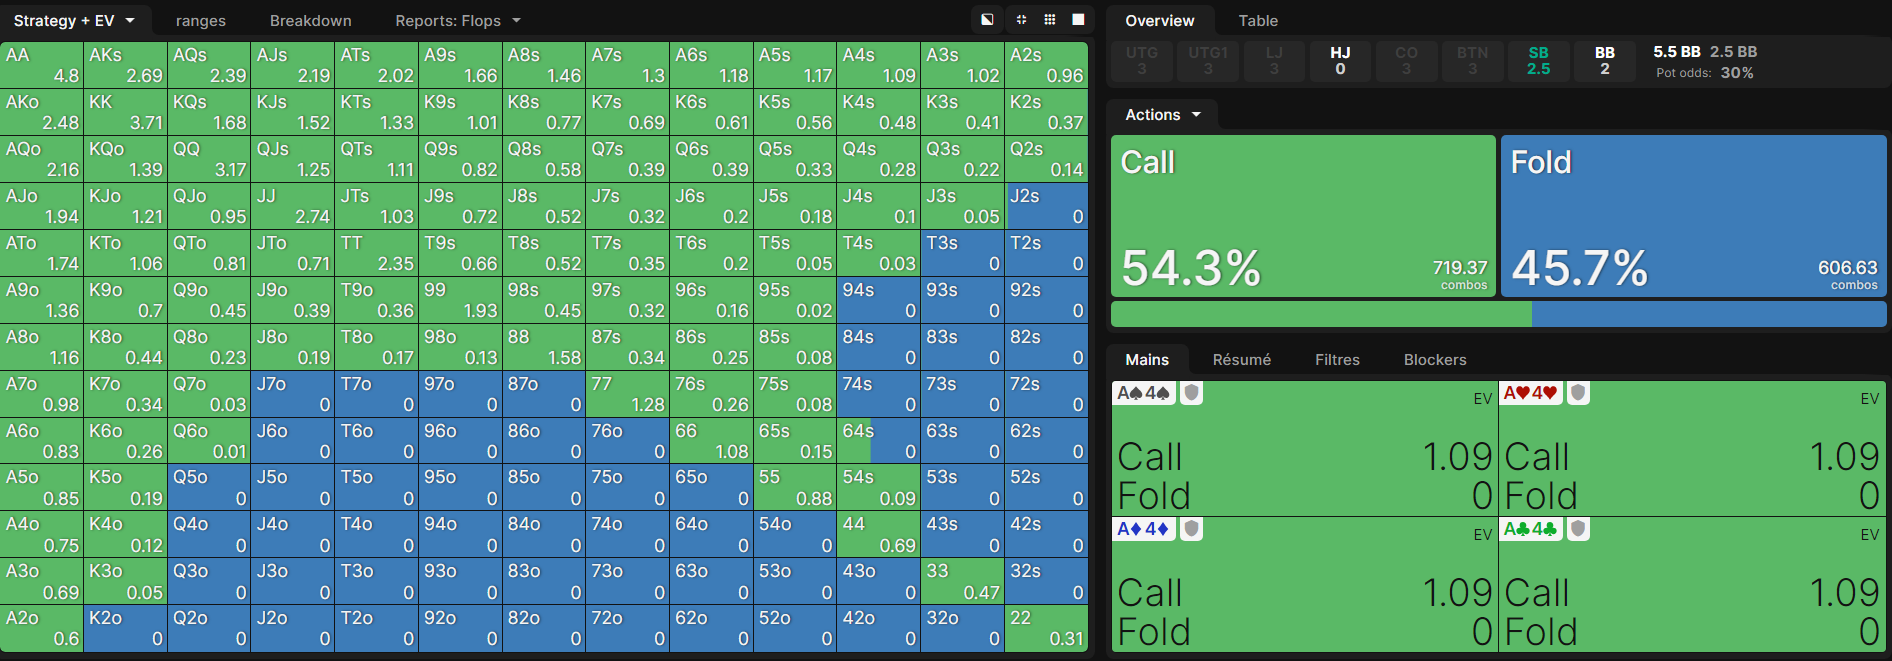 Strategy + EV ranges Breakdown Reports: Flops
AA AKs AQs AJs ATs A9s A8s A7s A6s A5s A4s A3s A2s
4.8 2.69 2.39 2.19 2.02 1.66 1.46 1.3 1.18 1.17 1.09 1.02 0.96
AKo KK KQs KJs KTs K9s K8s K7s K6s K5s K4s K3s K2s
2.48 3.71 1.68 1.52 1.33 1.01 0.77 0.69 0.61 0.56 0.48 0.41 0.37
AQo KQo QQ QJs QTs Q9s Q8s Q7s Q6s Q5s Q4s Q3s Q2s
2.16 1.39 3.17 1.25 1.11 0.82 0.58 0.39 0.39 0.33 0.28 0.22 0.14
AJo KJo QJo JJ JTs J9s J8s J7s J6s J5s J4s J3s J2s
1.94 1.21 0.95 2.74 1.03 0.72 0.52 0.32 0.2 0.18 0.1 0.05 0
ATo KTo QTo JTo TT T9s T8s T7s T6s T5s T4s T3s T2s
1.74 1.06 0.81 0.71 2.35 0.66 0.52 0.35 0.2 0.05 0.03 0 0
A9o K9o Q9o J9o T9o 99 98s 97s 96s 95s 94s 93s 92s
1.36 0.7 0.45 0.39 0.36 1.93 0.45 0.32 0.16 0.02 0 0 0
A8o K8o Q8o J8o T8o 98o 88 87s 86s 85s 84s 83s 82s
1.16 0.44 0.23 0.19 0.17 0.13 1.58 0.34 0.25 0.08 0 0 0
A7o K7o Q7o J7o T7o 97o 87o 77 76s 75s 74s 73s 72s
0.98 0.34 0.03 0 0 0 0 1.28 0.26 0.08 0 0 0
A6o K6o Q6o J6o T6o 96o 86o 76o 66 65s 64s 63s 62s
0.83 0.26 0.01 0 0 0 0 0 1.08 0.15 0 0 0
A5o K5o Q5o J5o T5o 95o 85o 75o 65o 55 54s 53s 52s
0.85 0.19 0 0 0 0 0 0 0 0.88 0.09 0 0
A4o K4o Q4o J4o T4o 94o 84o 74o 64o 54o 44 43s 42s
0.75 0.12 0 0 0 0 0 0 0 0 0.69 0 0
A3o K3o Q3o J3o T3o 93o 83o 73o 63o 53o 43o 33 32s
0.69 0.05 0 0 0 0 0 0 0 0 0 0.47 0
A2o K2o Q2o J2o T2o 92o 82o 72o 62o 52o 42o 32o 22
0.6 0 0 0 0 0 0 0 0 0 0 0 0.31
Overview Table
UTG UTG1 LJ HJ CO BTN SB BB 5.5 BB 2.5 BB
3 3 3 0 3 3 2.5 2 Pot odds: 30%
Actions
Call Fold
54.3% 719.37 combos 45.7% 606.63 combos
Mains Résumé Filtres Blockers
A♠4♠ EV A♥4♥ EV
Call 1.09 Call 1.09
Fold 0 Fold 0
A♦4♦ EV A♣4♣ EV
Call 1.09 Call 1.09
Fold 0 Fold 0